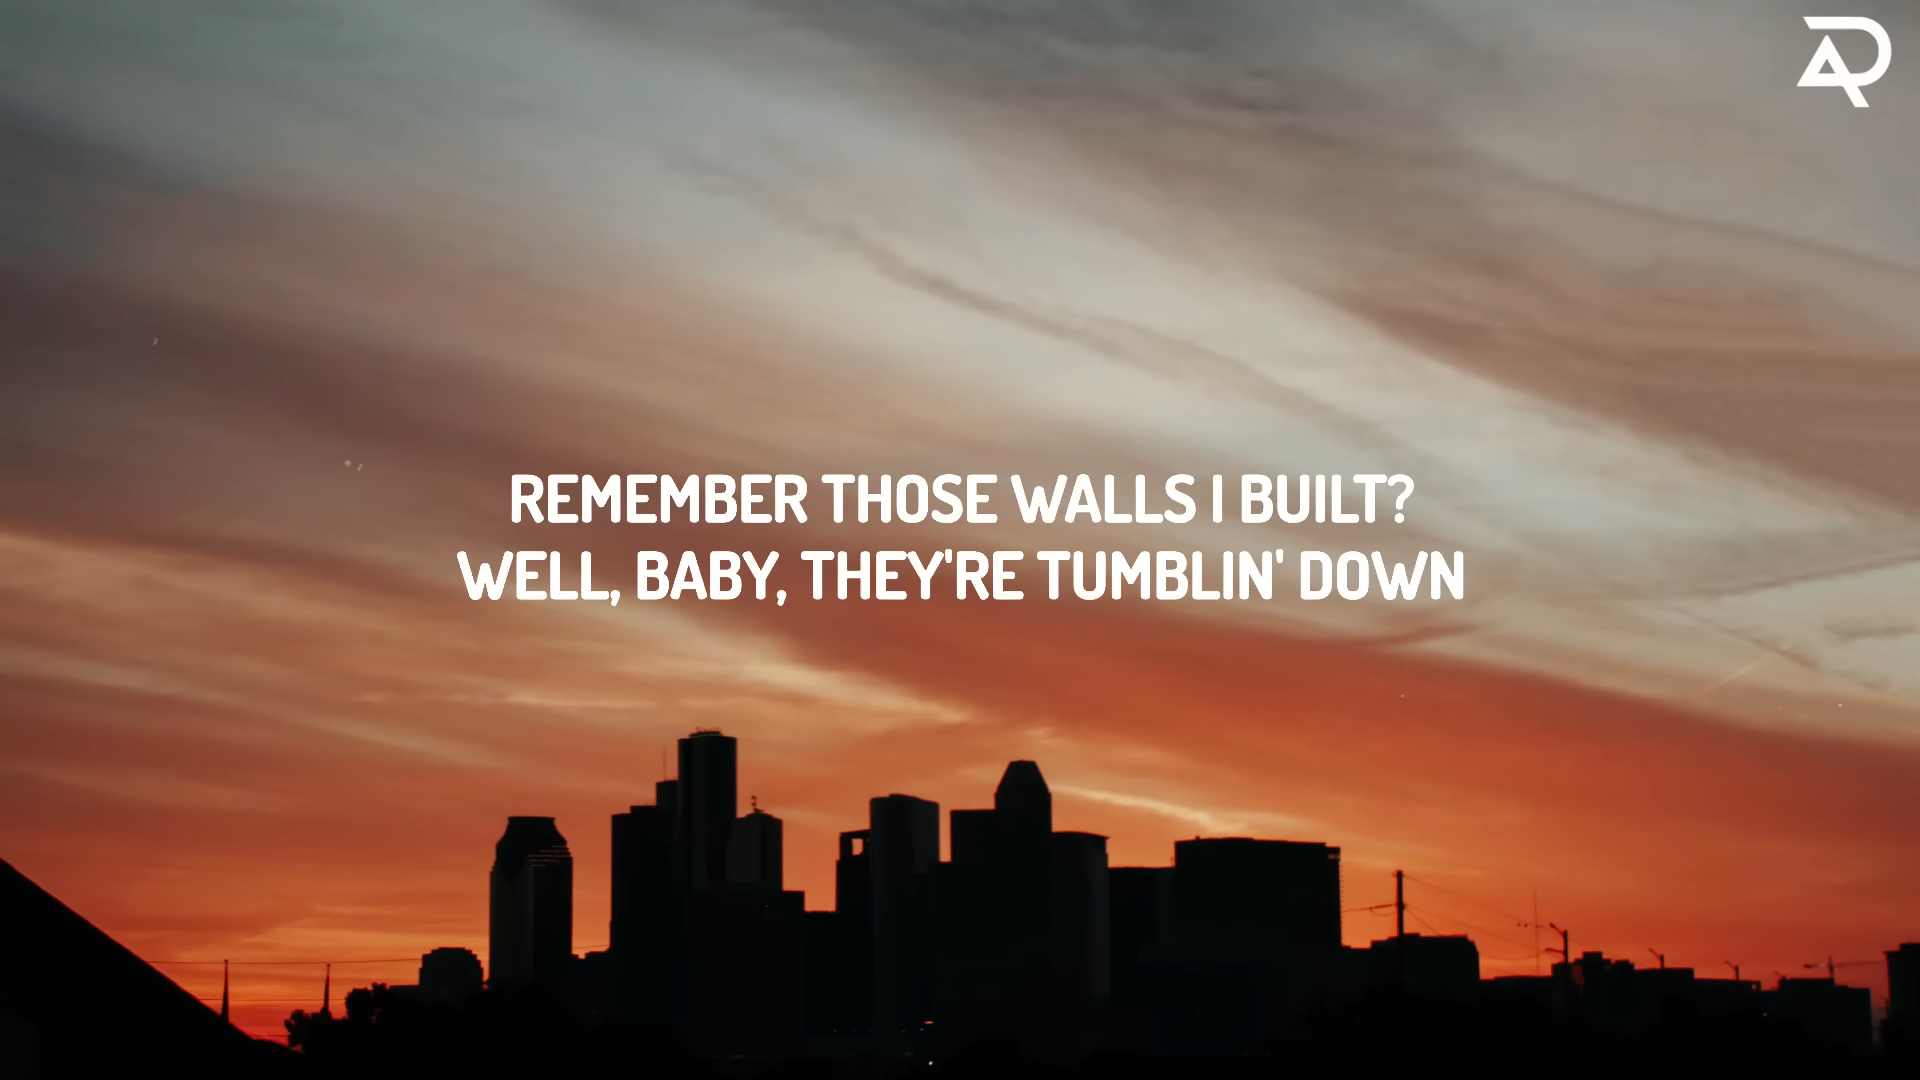 REMEMBER THOSE WALLS I BUILT?
WELL, BABY, THEY'RE TUMBLIN' DOWN